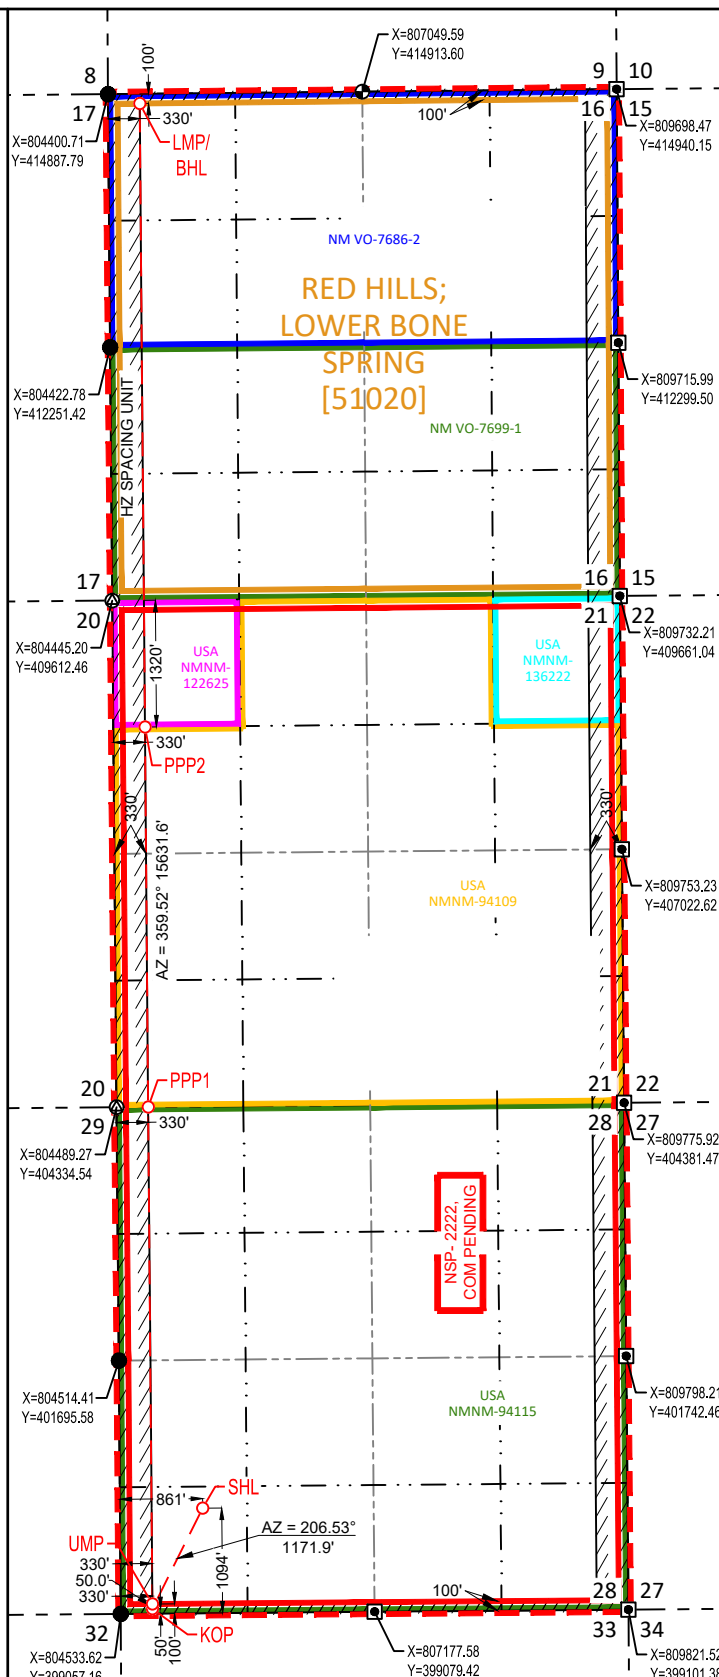 X=807049.59
Y=414913.60
100'
8
9
10
17
330'
16
15
100'
LMP/
BHL
X=804400.71
Y=414887.79
X=809698.47
Y=414940.15
NM VO-7686-2
RED HILLS;
LOWER BONE
SPRING
[51020]
X=804422.78
Y=412251.42
X=809715.99
Y=412299.50
HZ SPACING UNIT
NM VO-7699-1
17
16
15
20
21
22
X=804445.20
Y=409612.46
X=809732.21
Y=409661.04
1320'
USA
NMNM-
122625
USA
NMNM-
136222
330'
PPP2
330'
330'
AZ = 359.52° 15631.6'
X=809753.23
Y=407022.62
USA
NMNM-94109
20
PPP1
21
22
29
330'
28
27
X=804489.27
Y=404334.54
X=809775.92
Y=404381.47
NSP- 2222,
COM PENDING
X=804514.41
Y=401695.58
X=809798.21
Y=401742.46
USA
NMNM-94115
861'
SHL
AZ = 206.53°
1171.9'
1094'
UMP
330'
50.0'
330'
KOP
50'
100'
100'
28
27
32
33
34
X=804533.62
Y=399057.16
X=807177.58
Y=399079.42
X=809821.52
Y=399101.36